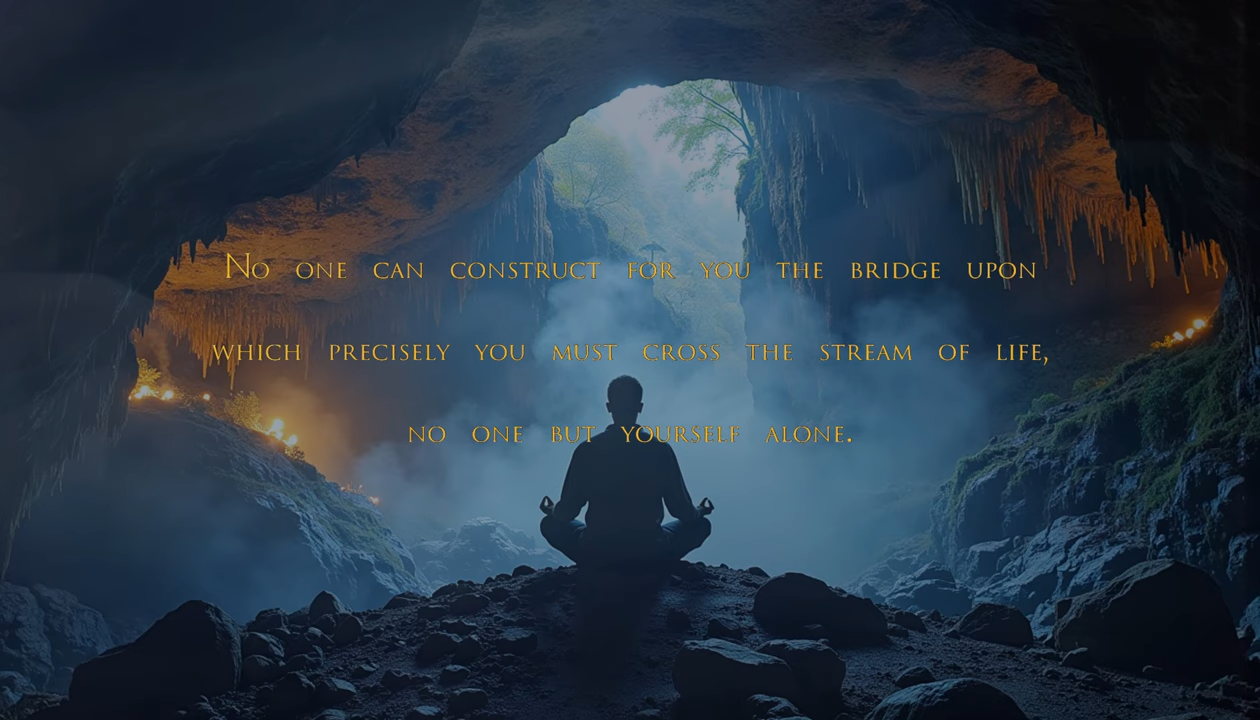 No one can construct for you the bridge upon
which precisely you must cross the stream of life,
no one but yourself alone.